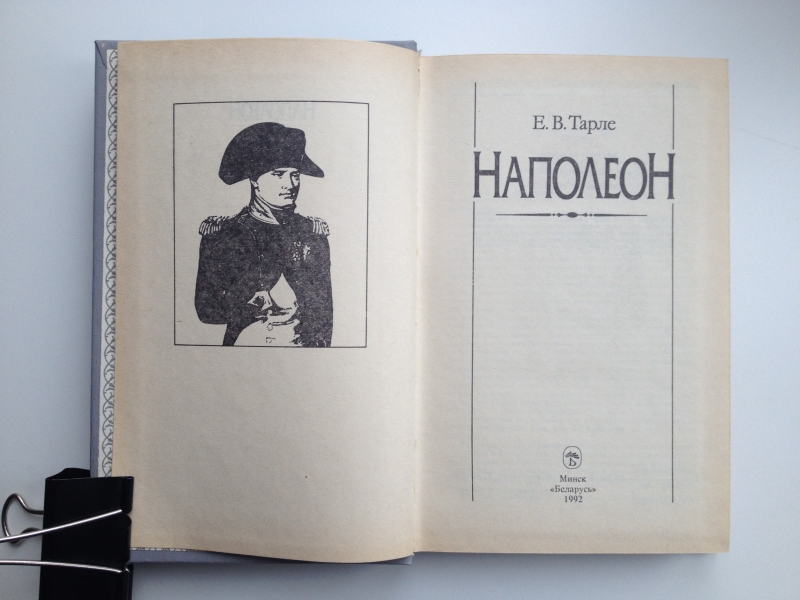 Е. В. Тарле
НАПОЛЕОН
Б
Минск
«Беларусь»
1992